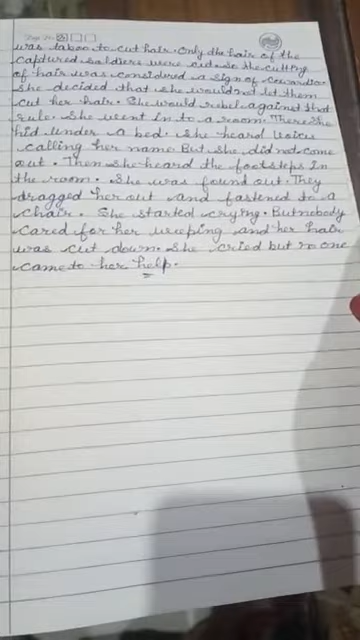 was taboo to cut hair. Only the hair of the
captured soldiers were cut. So the cutting
of hair was considered a sign of cowardice.
She decided that she would not let them
cut her hair. She would rebel against that
rule. She went in to a room. There she
hid under a bed. She heard voices
calling her name. But she did not come
out. Then she heard the footsteps in
the room. She was found out. They
dragged her out and fastened to a
chair. She started crying. But nobody
cared for her weeping and her hair
was cut down. She cried but no one
came to her help.